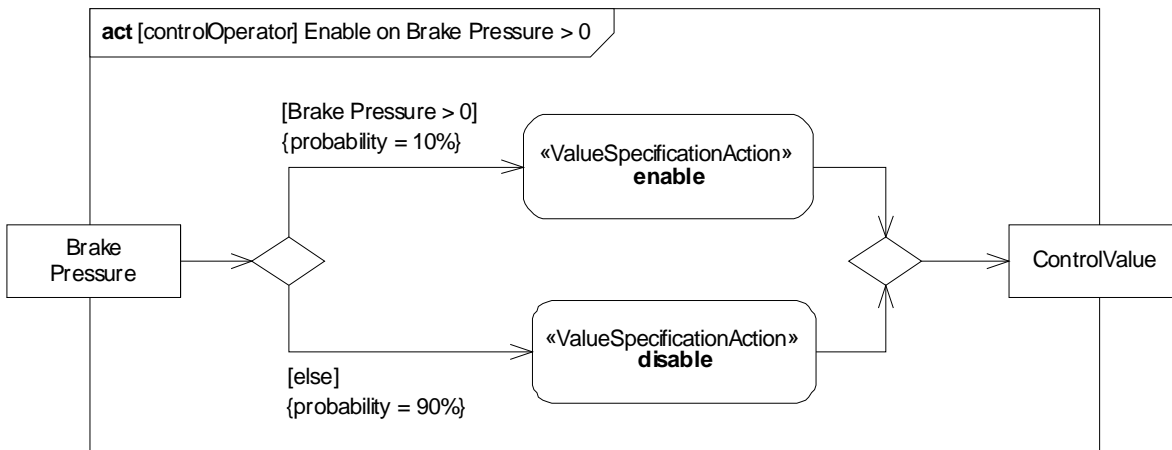 act [controlOperator] Enable on Brake Pressure > 0
[Brake Pressure > 0]
{probability = 10%}
«ValueSpecificationAction»
enable
Brake
Pressure
ControlValue
«ValueSpecificationAction»
disable
[else]
{probability = 90%}